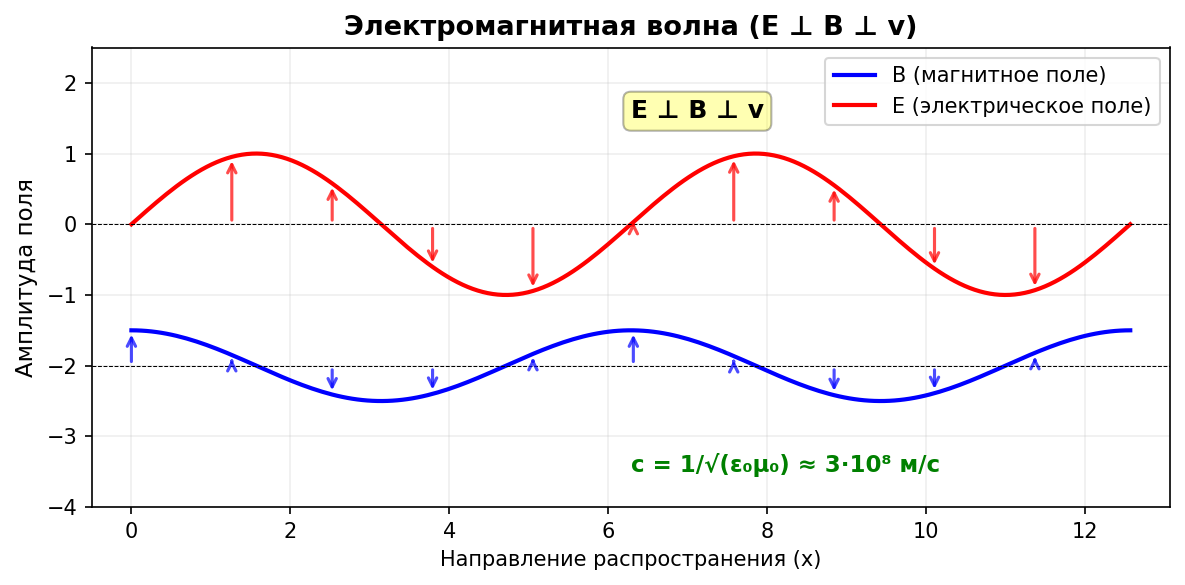 Электромагнитная волна (E ⊥ B ⊥ v)
B (магнитное поле)
E (электрическое поле)
E ⊥ B ⊥ v
c = 1/√(ε₀μ₀) ≈ 3·10⁸ м/с
Амплитуда поля
2
1
0
−1
−2
−3
−4
0
2
4
6
8
10
12
Направление распространения (x)